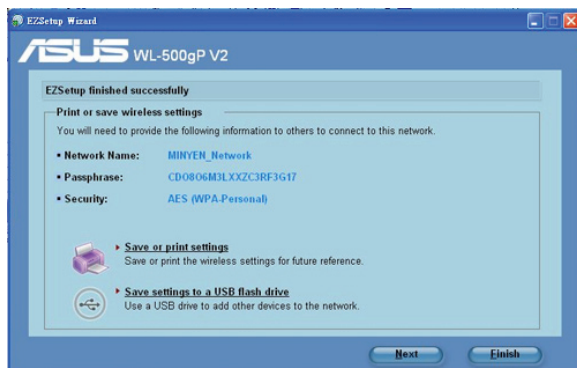 EZSetup Wizard
ASUS WL-500gP V2
EZSetup finished successfully
Print or save wireless settings
You will need to provide the following information to others to connect to this network.
• Network Name: MINYEN_Network
• Passphrase: CDO8O6M3LXXZC3RF3G17
• Security: AES (WPA-Personal)
Save or print settings
Save or print the wireless settings for future reference.
Save settings to a USB flash drive
Use a USB drive to add other devices to the network.
Next Finish